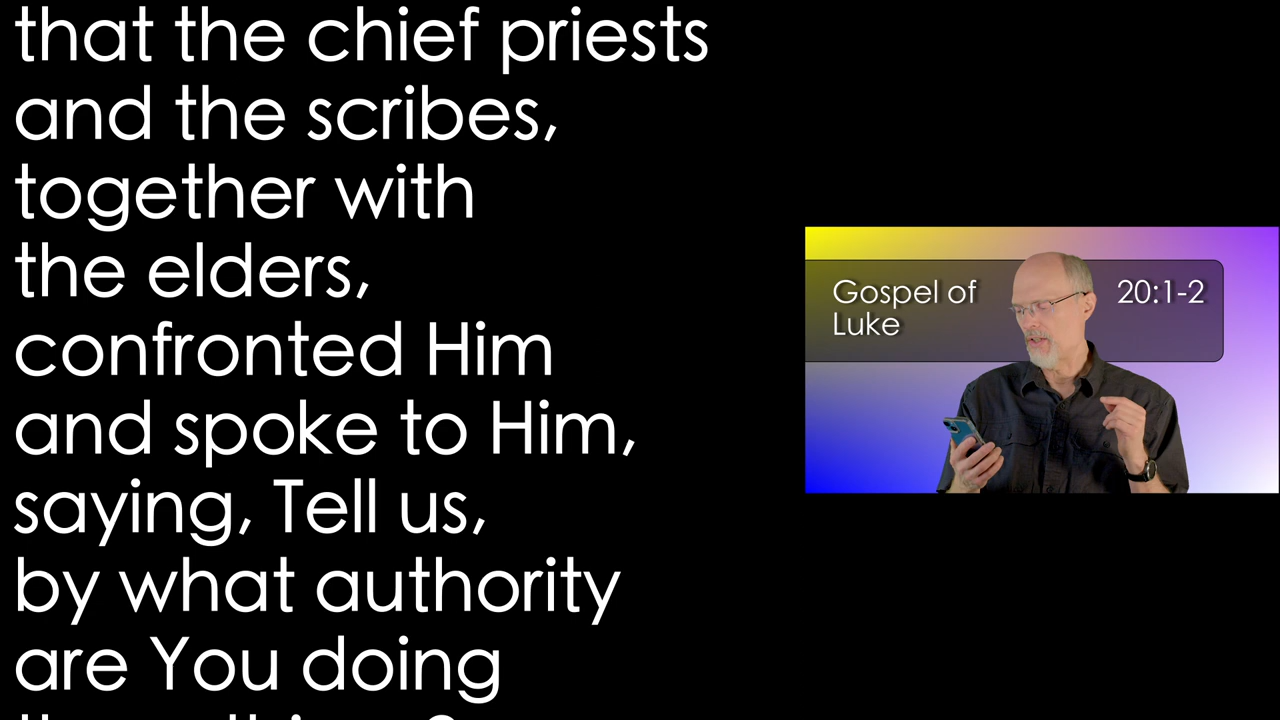 that the chief priests
and the scribes,
together with
the elders,
confronted Him
and spoke to Him,
saying, Tell us,
by what authority
are You doing
Gospel of
Luke
20:1-2